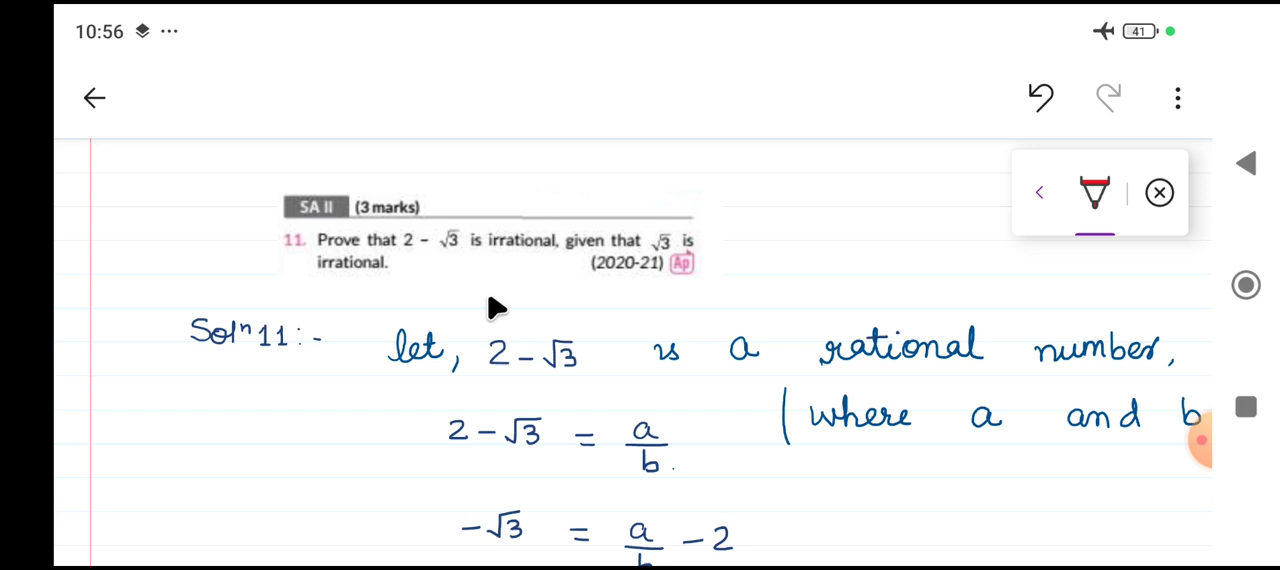 10:56 ...
41
SA II (3 marks)
11. Prove that 2 - √3 is irrational, given that √3 is
irrational. (2020-21) Ap
Solⁿ 11:- let, 2 - √3 is a rational number,
2 - √3 = a/b. (where a and b
-√3 = a/b - 2